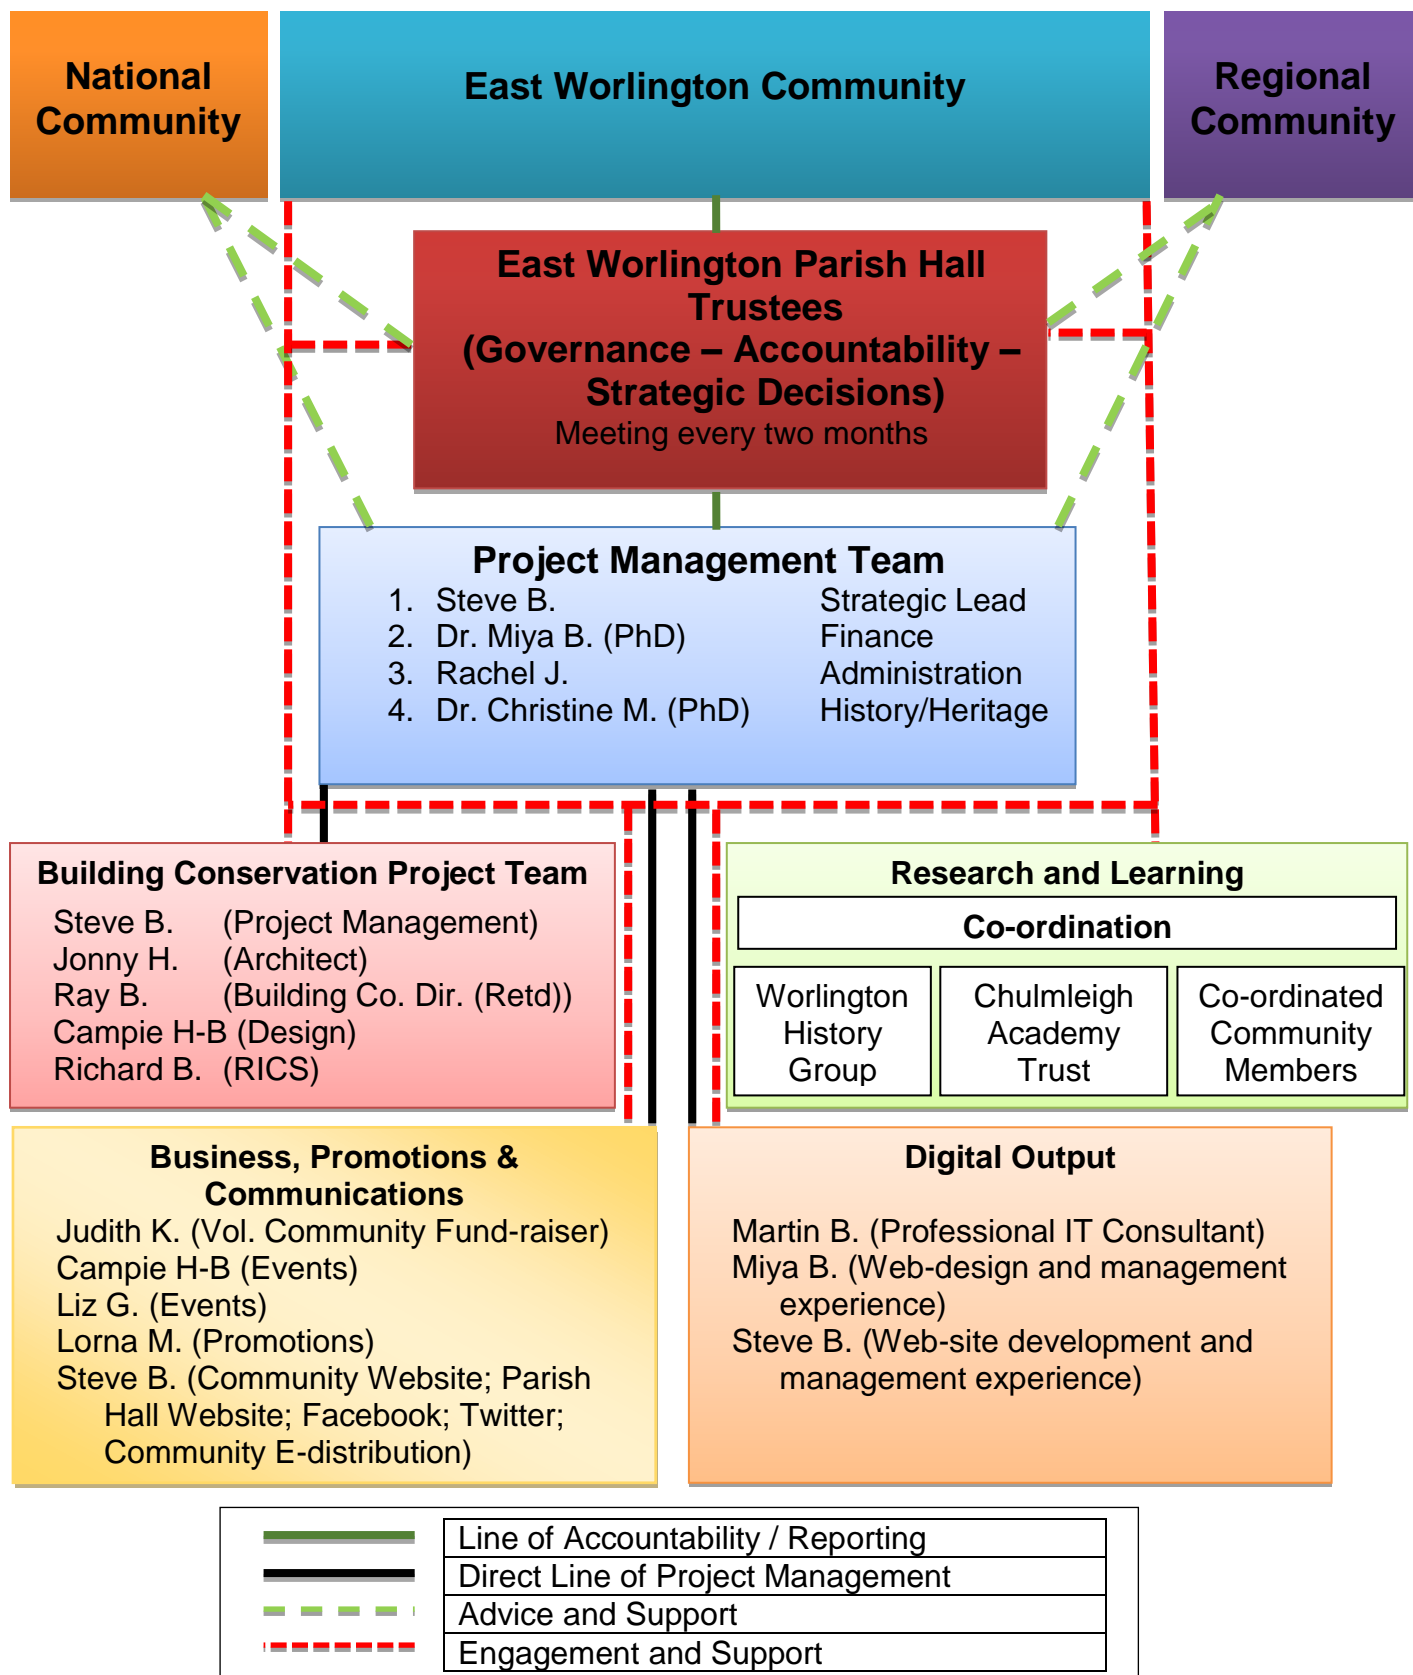 National
Community
East Worlington Community
Regional
Community
East Worlington Parish Hall
Trustees
(Governance – Accountability –
Strategic Decisions)
Meeting every two months
Project Management Team
1. Steve B. Strategic Lead
2. Dr. Miya B. (PhD) Finance
3. Rachel J. Administration
4. Dr. Christine M. (PhD) History/Heritage
Building Conservation Project Team
Steve B. (Project Management)
Jonny H. (Architect)
Ray B. (Building Co. Dir. (Retd))
Campie H-B (Design)
Richard B. (RICS)
Research and Learning
Co-ordination
Worlington
History
Group
Chulmleigh
Academy
Trust
Co-ordinated
Community
Members
Business, Promotions &
Communications
Judith K. (Vol. Community Fund-raiser)
Campie H-B (Events)
Liz G. (Events)
Lorna M. (Promotions)
Steve B. (Community Website; Parish
Hall Website; Facebook; Twitter;
Community E-distribution)
Digital Output
Martin B. (Professional IT Consultant)
Miya B. (Web-design and management
experience)
Steve B. (Web-site development and
management experience)
Line of Accountability / Reporting
Direct Line of Project Management
Advice and Support
Engagement and Support